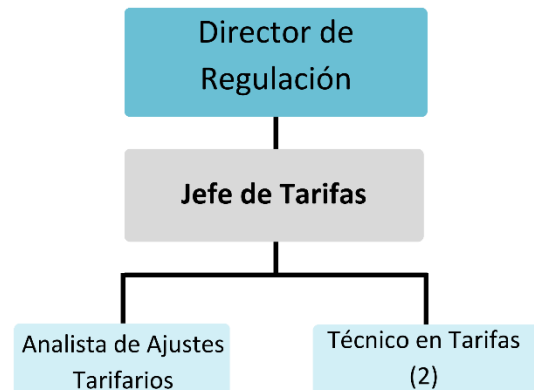 Director de
Regulación
Jefe de Tarifas
Analista de Ajustes
Tarifarios
Técnico en Tarifas
(2)